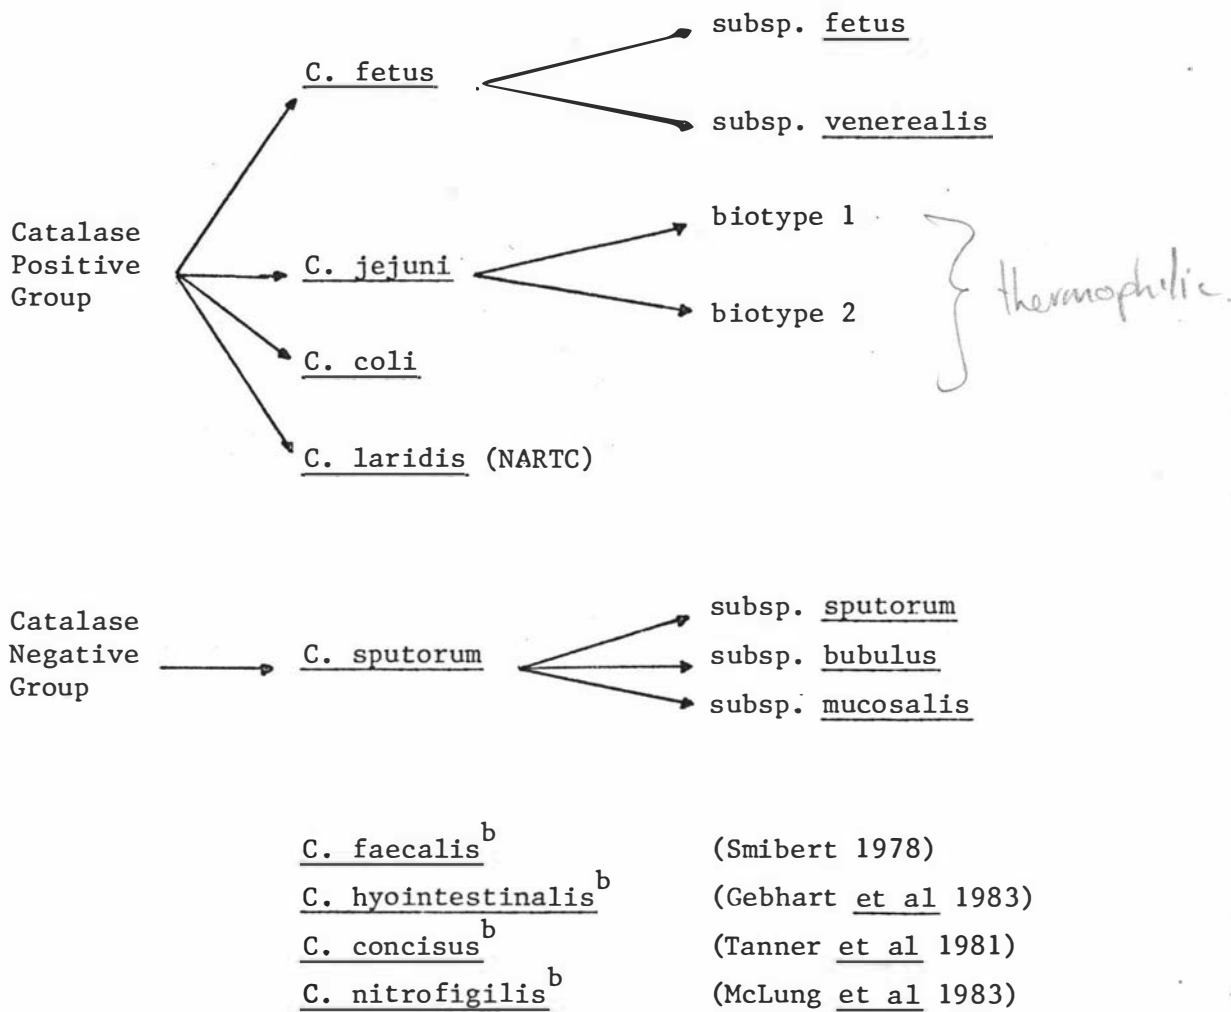 subsp. fetus
C. fetus
subsp. venerealis
biotype 1
Catalase
Positive
Group
C. jejuni
thermophilic.
biotype 2
C. coli
C. laridis (NARTC)
Catalase
Negative
Group
C. sputorum
subsp. sputorum
subsp. bubulus
subsp. mucosalis
C. faecalis b (Smibert 1978)
C. hyointestinalis b (Gebhart et al 1983)
C. concisus b (Tanner et al 1981)
C. nitrofigilis b (McLung et al 1983)